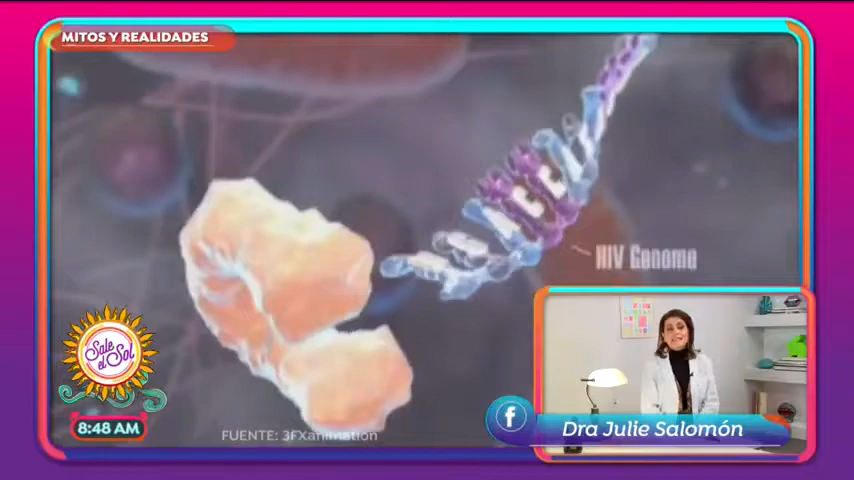 MITOS Y REALIDADES
HIV Genome
Sale
el Sol
8:48 AM
FUENTE: 3FXanimation
f
Dra Julie Salomón